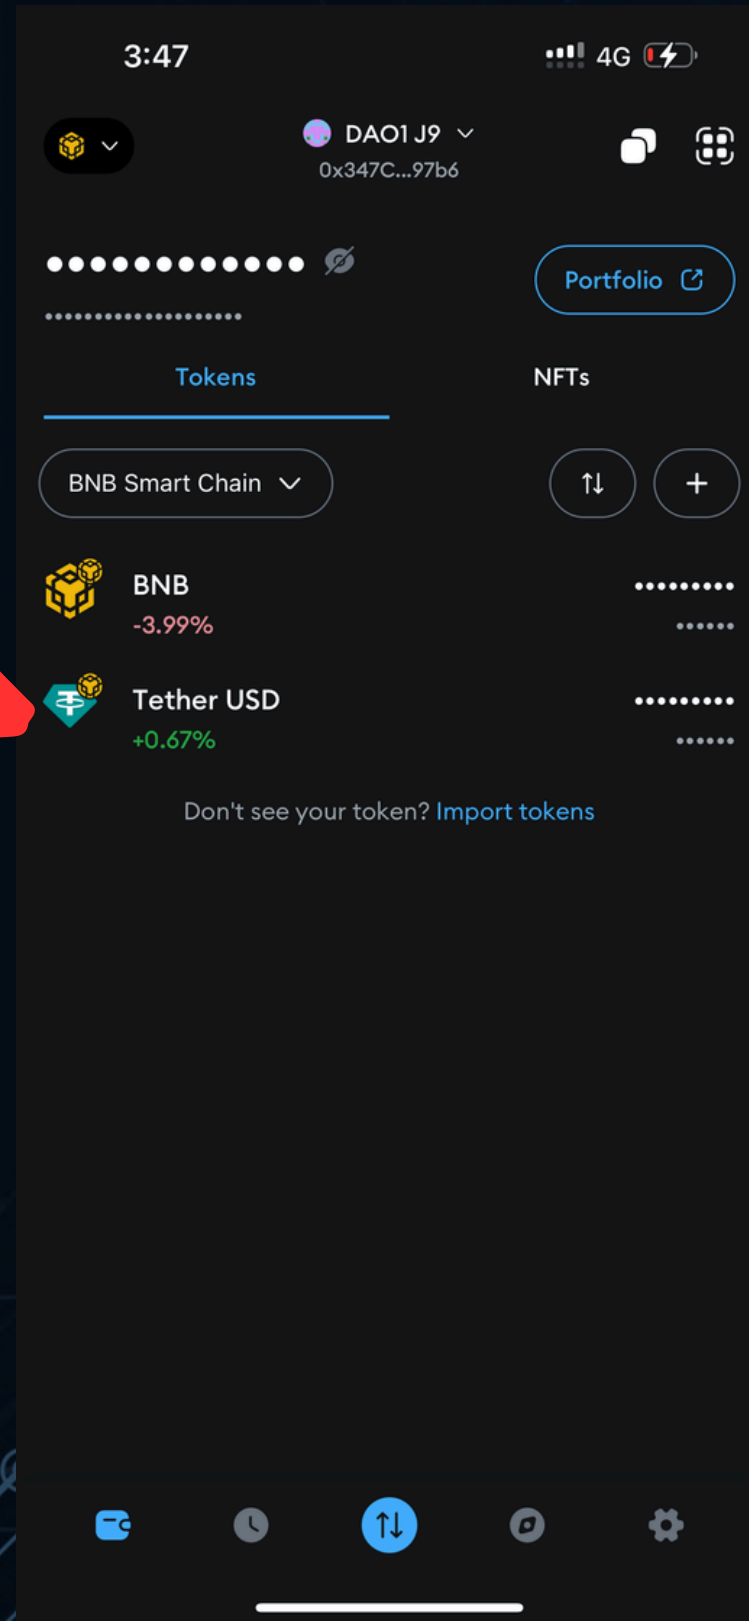 3:47
4G
DAO1 J9
0x347C...97b6
••••••••••••
Portfolio
••••••••••••••••••••
Tokens
NFTs
BNB Smart Chain
BNB
•••••••••
-3.99%
••••••
Tether USD
•••••••••
+0.67%
••••••
Don't see your token? Import tokens